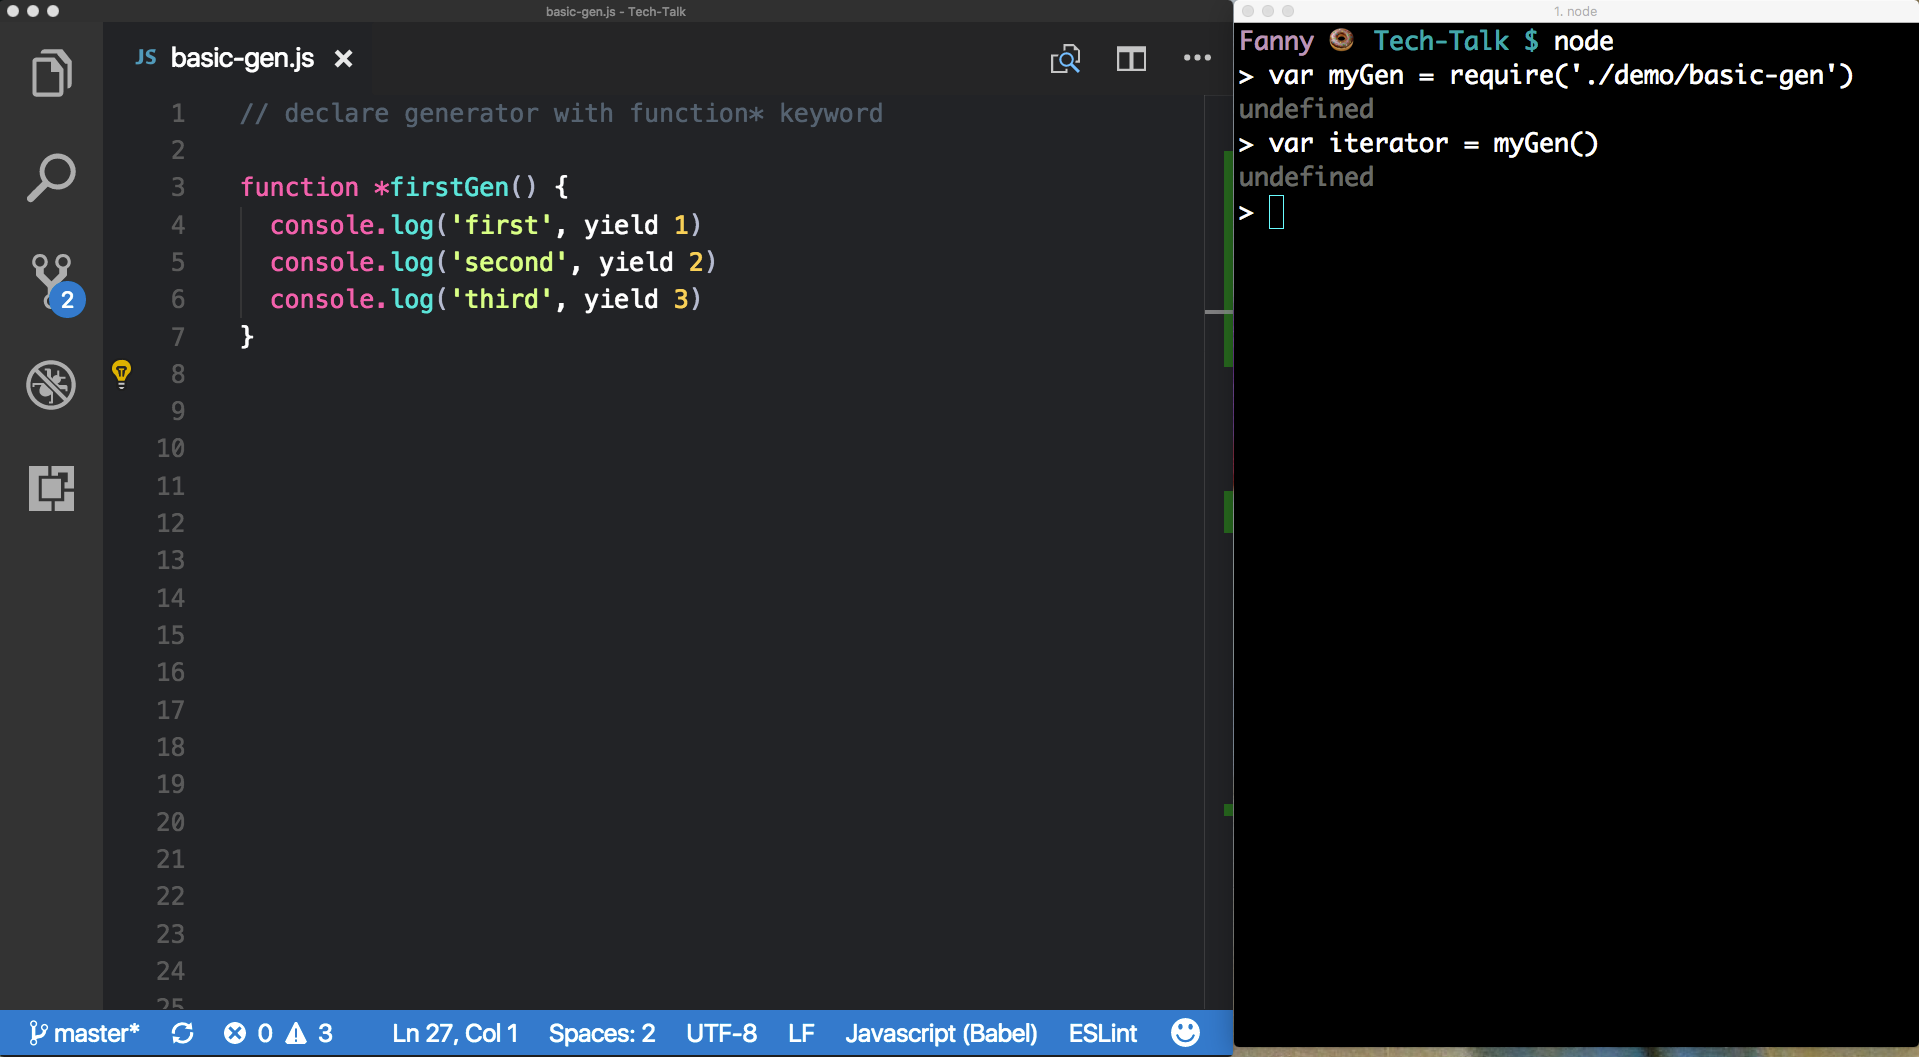 basic-gen.js - Tech-Talk
JS basic-gen.js
1 // declare generator with function* keyword
2
3 function *firstGen() {
4 console.log('first', yield 1)
5 console.log('second', yield 2)
6 console.log('third', yield 3)
7 }
8
9
10
11
12
13
14
15
16
17
18
19
20
21
22
23
24
25
2
master* 0 3 Ln 27, Col 1 Spaces: 2 UTF-8 LF Javascript (Babel) ESLint
1. node
Fanny 🍩 Tech-Talk $ node
> var myGen = require('./demo/basic-gen')
undefined
> var iterator = myGen()
undefined
>